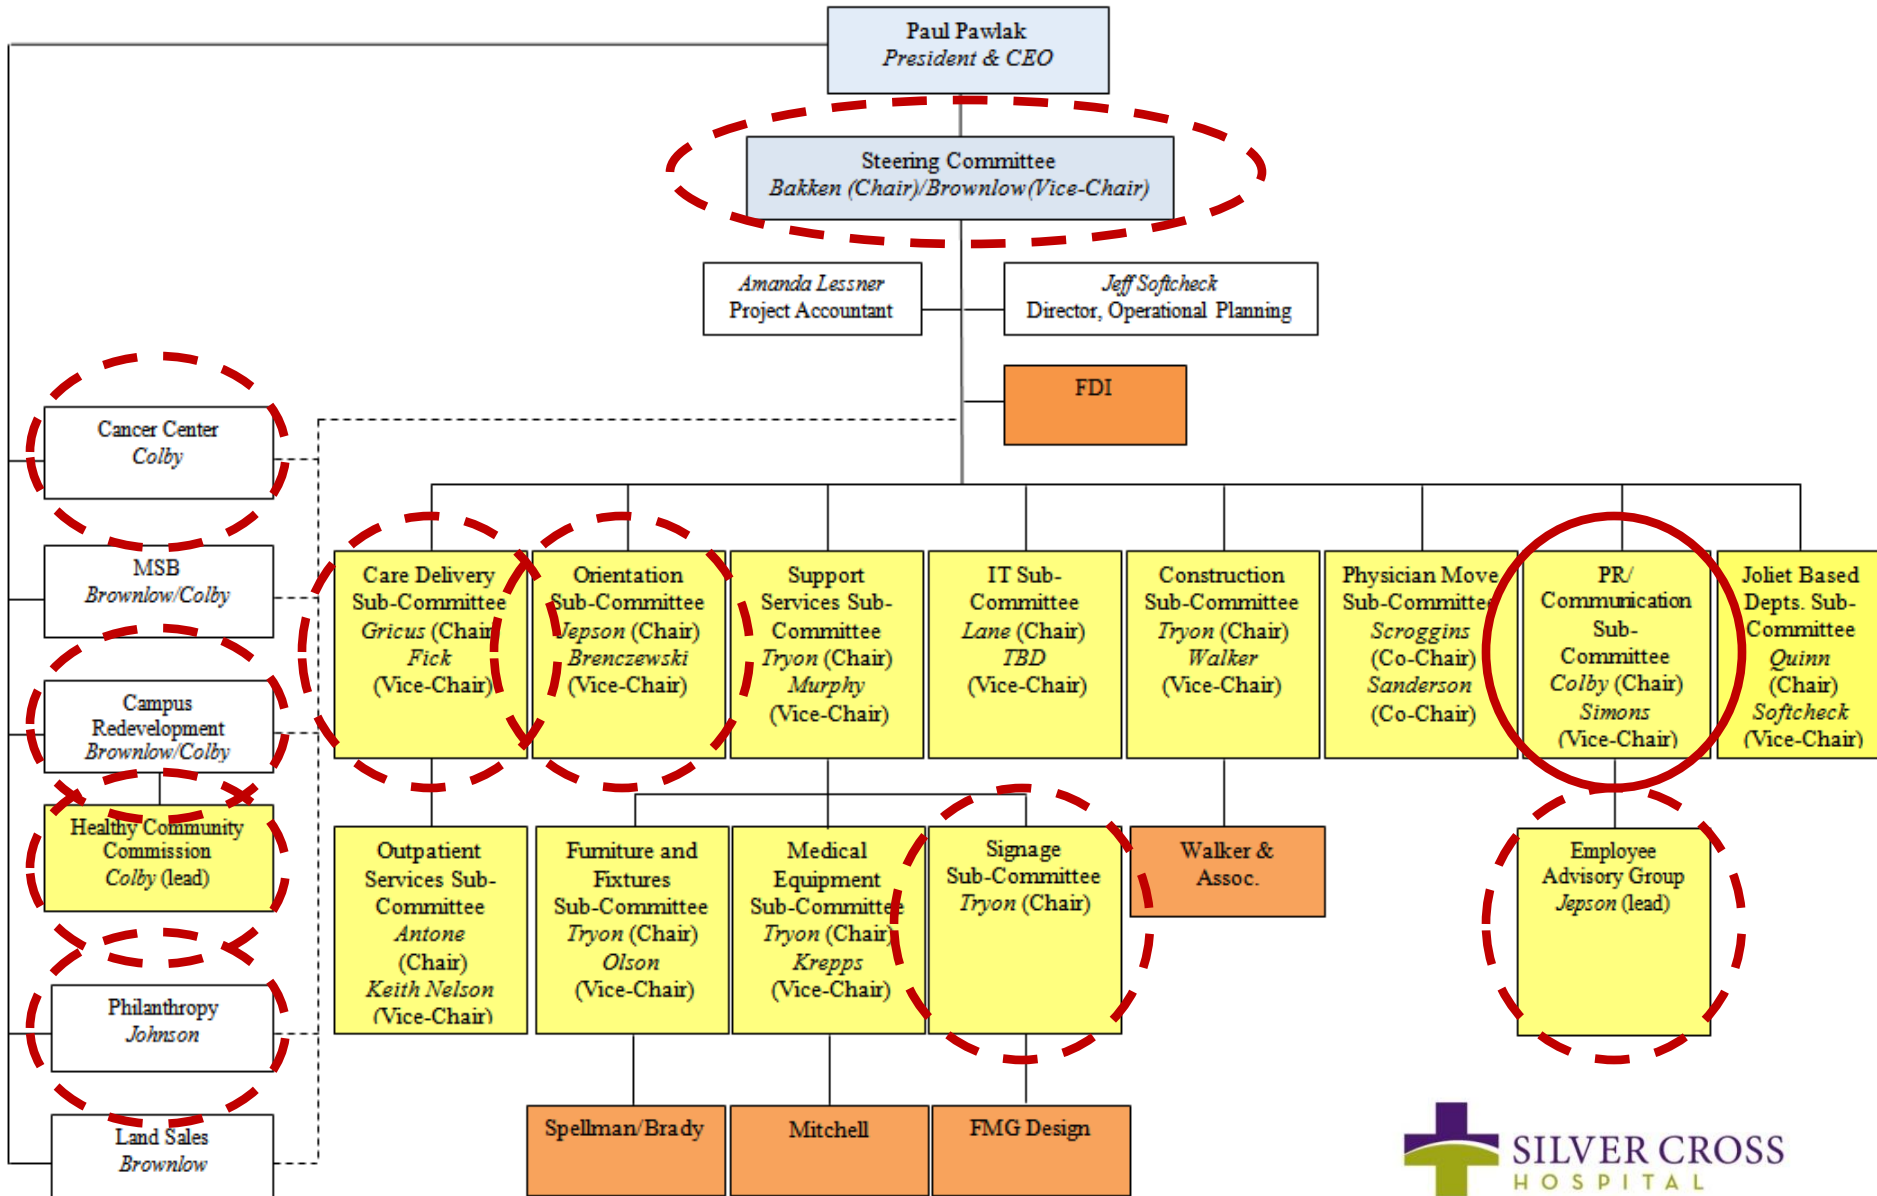 Paul Pawlak
President & CEO
Steering Committee
Bakken (Chair)/Brownlow(Vice-Chair)
Amanda Lessner
Project Accountant
Jeff Softcheck
Director, Operational Planning
FDI
Cancer Center
Colby
MSB
Brownlow/Colby
Campus
Redevelopment
Brownlow/Colby
Healthy Community
Commission
Colby (lead)
Philanthropy
Johnson
Land Sales
Brownlow
Care Delivery
Sub-Committee
Gricus (Chair)
Fick
(Vice-Chair)
Orientation
Sub-Committee
Jepson (Chair)
Brenczewski
(Vice-Chair)
Support
Services Sub-
Committee
Tryon (Chair)
Murphy
(Vice-Chair)
IT Sub-
Committee
Lane (Chair)
TBD
(Vice-Chair)
Construction
Sub-Committee
Tryon (Chair)
Walker
(Vice-Chair)
Physician Move
Sub-Committee
Scroggins
(Co-Chair)
Sanderson
(Co-Chair)
PR/
Communication
Sub-
Committee
Colby (Chair)
Simons
(Vice-Chair)
Joliet Based
Depts. Sub-
Committee
Quinn
(Chair)
Softcheck
(Vice-Chair)
Outpatient
Services Sub-
Committee
Antone
(Chair)
Keith Nelson
(Vice-Chair)
Furniture and
Fixtures
Sub-Committee
Tryon (Chair)
Olson
(Vice-Chair)
Medical
Equipment
Sub-Committee
Tryon (Chair)
Krepps
(Vice-Chair)
Signage
Sub-Committee
Tryon (Chair)
Walker &
Assoc.
Employee
Advisory Group
Jepson (lead)
Spellman/Brady
Mitchell
FMG Design
SILVER CROSS
HOSPITAL